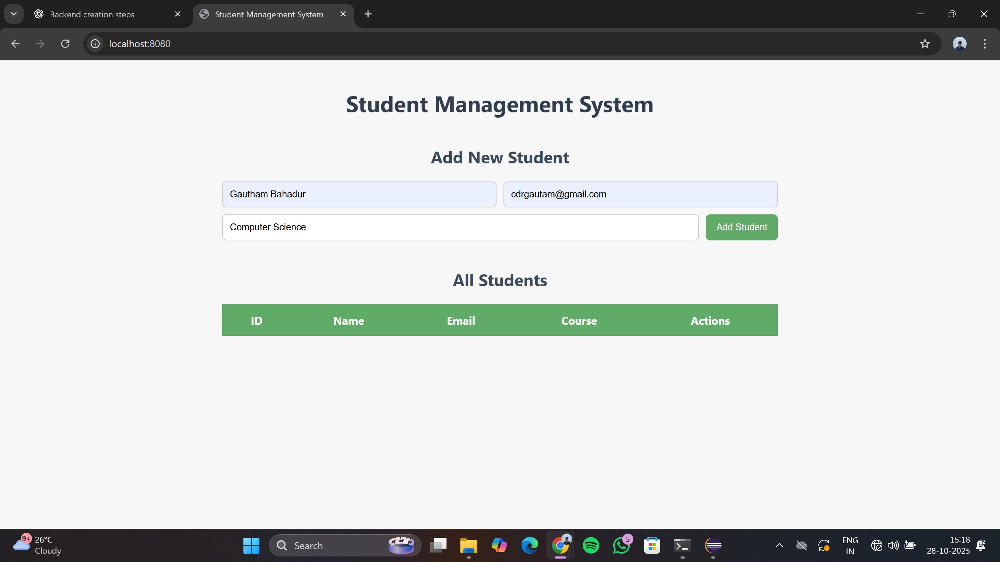 Backend creation steps
Student Management System
localhost:8080
Student Management System
Add New Student
Gautham Bahadur
cdrgautam@gmail.com
Computer Science
Add Student
All Students
ID Name Email Course Actions
9+
26°C
Cloudy
Search
5
ENG
IN
15:18
28-10-2025